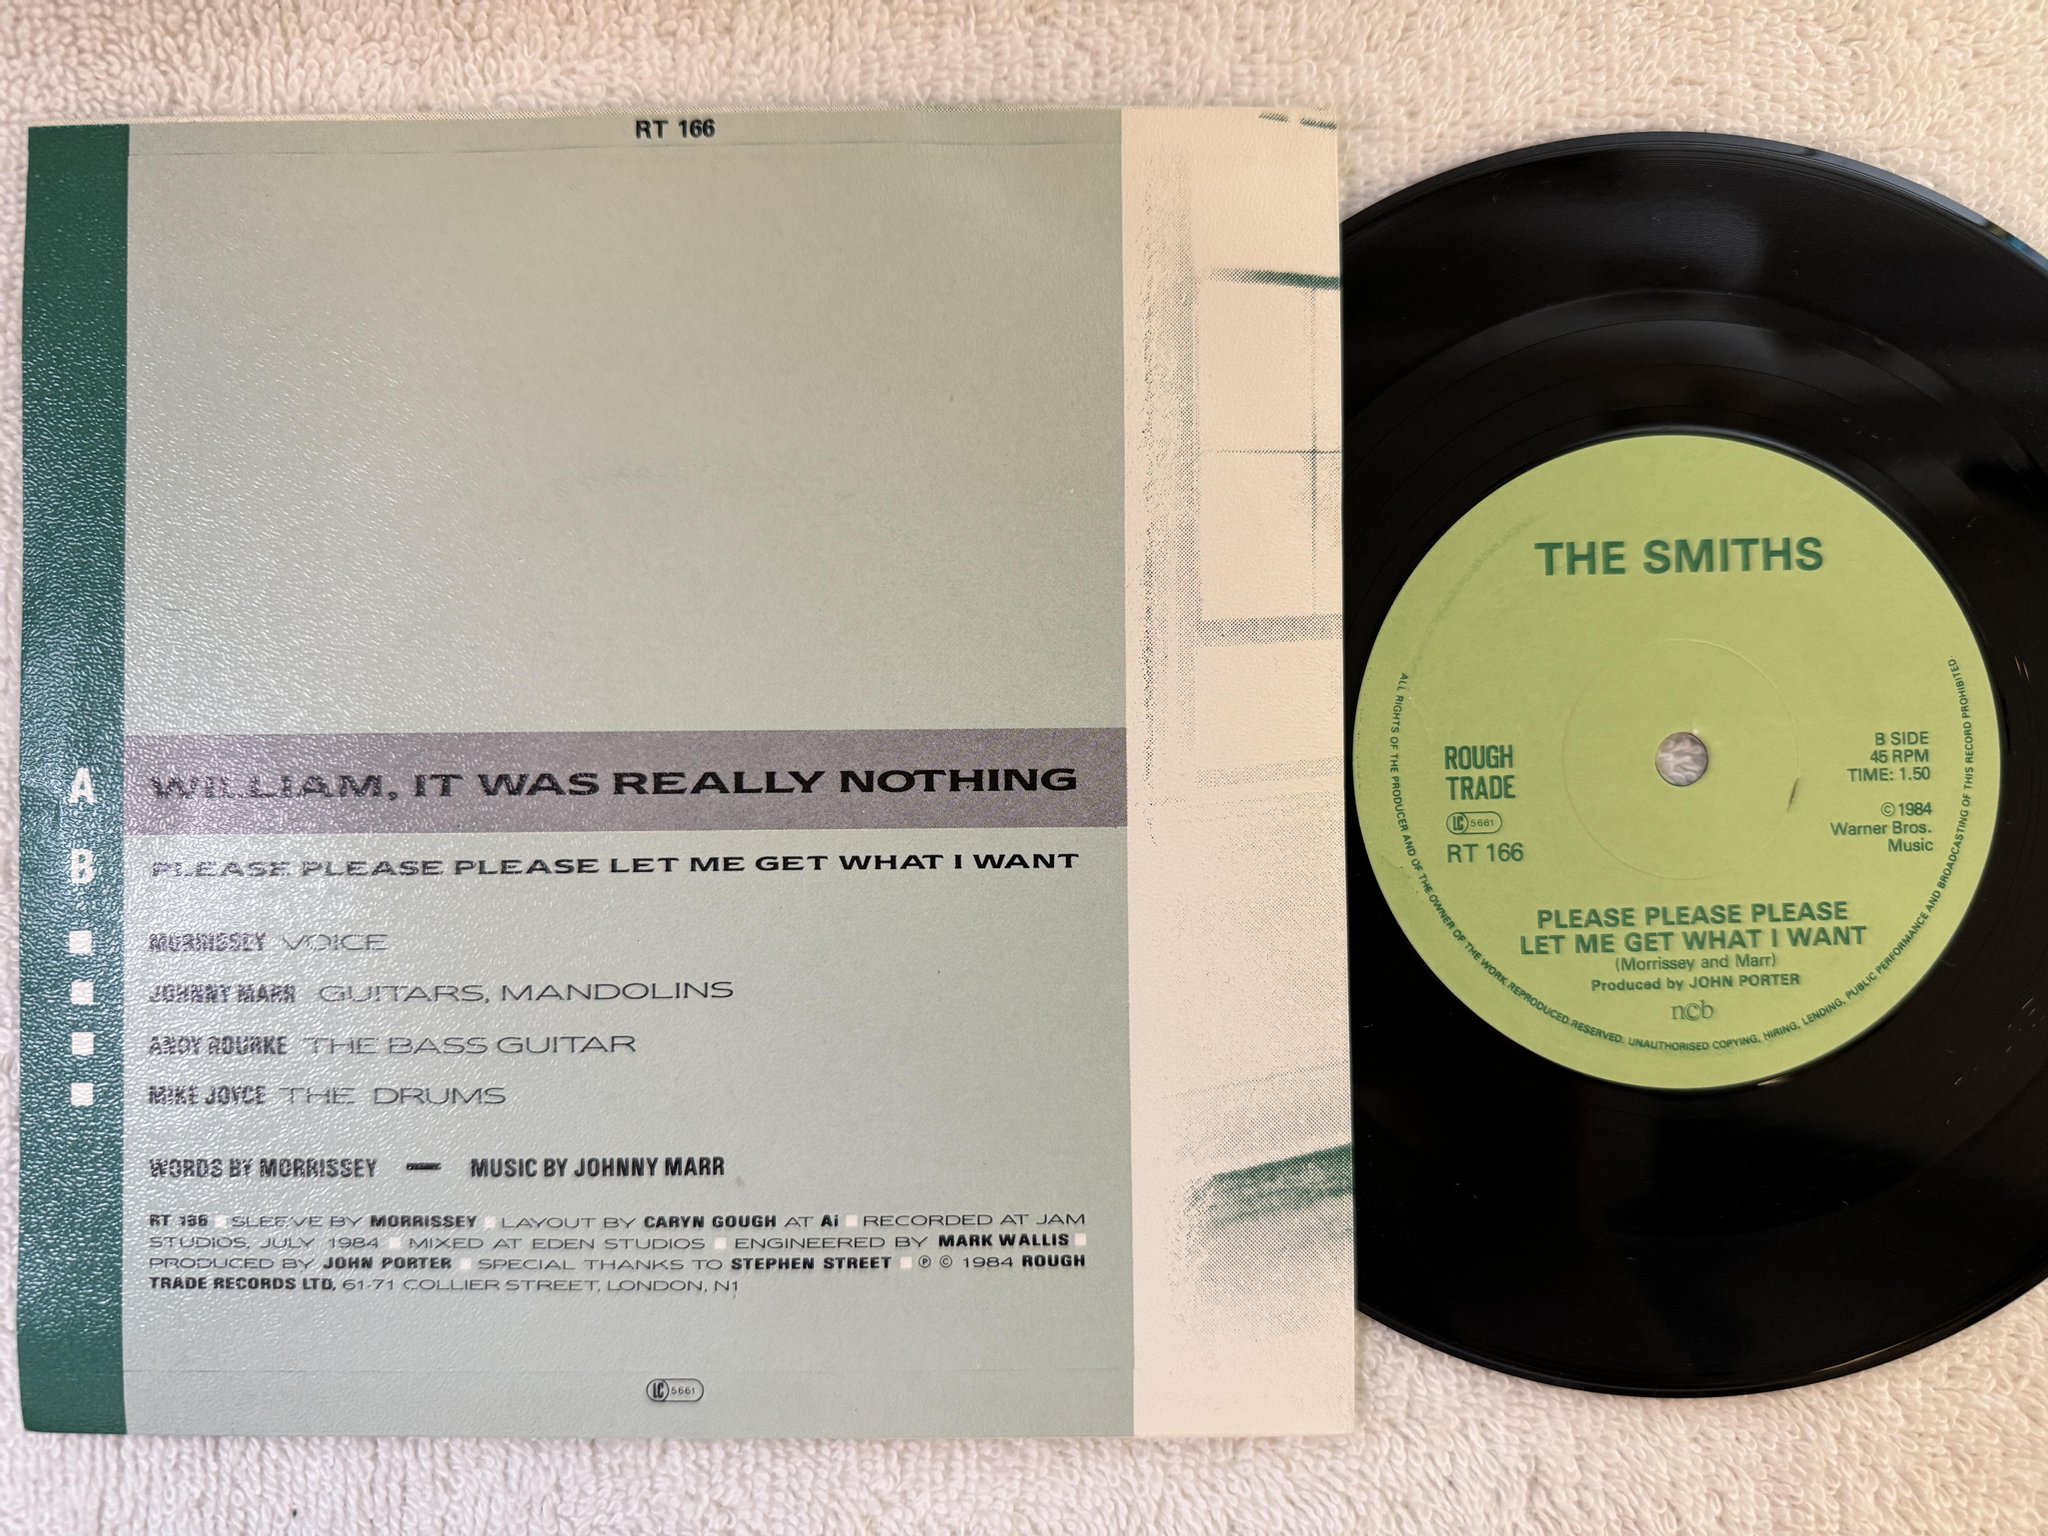 RT 166
A WILLIAM, IT WAS REALLY NOTHING
B PLEASE PLEASE PLEASE LET ME GET WHAT I WANT
MORRISSEY VOICE
JOHNNY MARR GUITARS, MANDOLINS
ANDY ROURKE THE BASS GUITAR
MIKE JOYCE THE DRUMS
WORDS BY MORRISSEY — MUSIC BY JOHNNY MARR
RT 166 ■ SLEEVE BY MORRISSEY ■ LAYOUT BY CARYN GOUGH AT Ai ■ RECORDED AT JAM
STUDIOS, JULY 1984 ■ MIXED AT EDEN STUDIOS ■ ENGINEERED BY MARK WALLIS ■
PRODUCED BY JOHN PORTER ■ SPECIAL THANKS TO STEPHEN STREET ■ ℗ © 1984 ROUGH
TRADE RECORDS LTD, 61-71 COLLIER STREET, LONDON, N1
LC 5661
THE SMITHS
ROUGH
TRADE
LC 5661
RT 166
B SIDE
45 RPM
TIME: 1.50
© 1984
Warner Bros.
Music
PLEASE PLEASE PLEASE
LET ME GET WHAT I WANT
(Morrissey and Marr)
Produced by JOHN PORTER
ncb
ALL RIGHTS OF THE PRODUCER AND OF THE OWNER OF THE WORK REPRODUCED RESERVED. UNAUTHORISED COPYING, HIRING, LENDING, PUBLIC PERFORMANCE AND BROADCASTING OF THIS RECORD PROHIBITED.